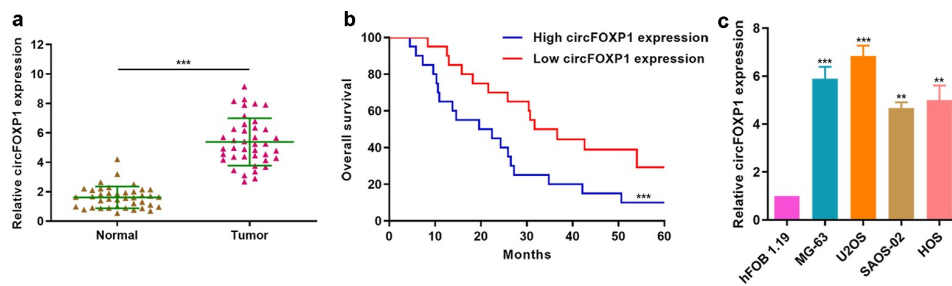 a
Relative circFOXP1 expression
12
10
8
6
4
2
0
***
Normal
Tumor
b
Overall survival
100
80
60
40
20
0
High circFOXP1 expression
Low circFOXP1 expression
***
0 10 20 30 40 50 60
Months
c
Relative circFOXP1 expression
8
6
4
2
0
***
***
**
**
hFOB 1.19
MG-63
U2OS
SAOS-02
HOS